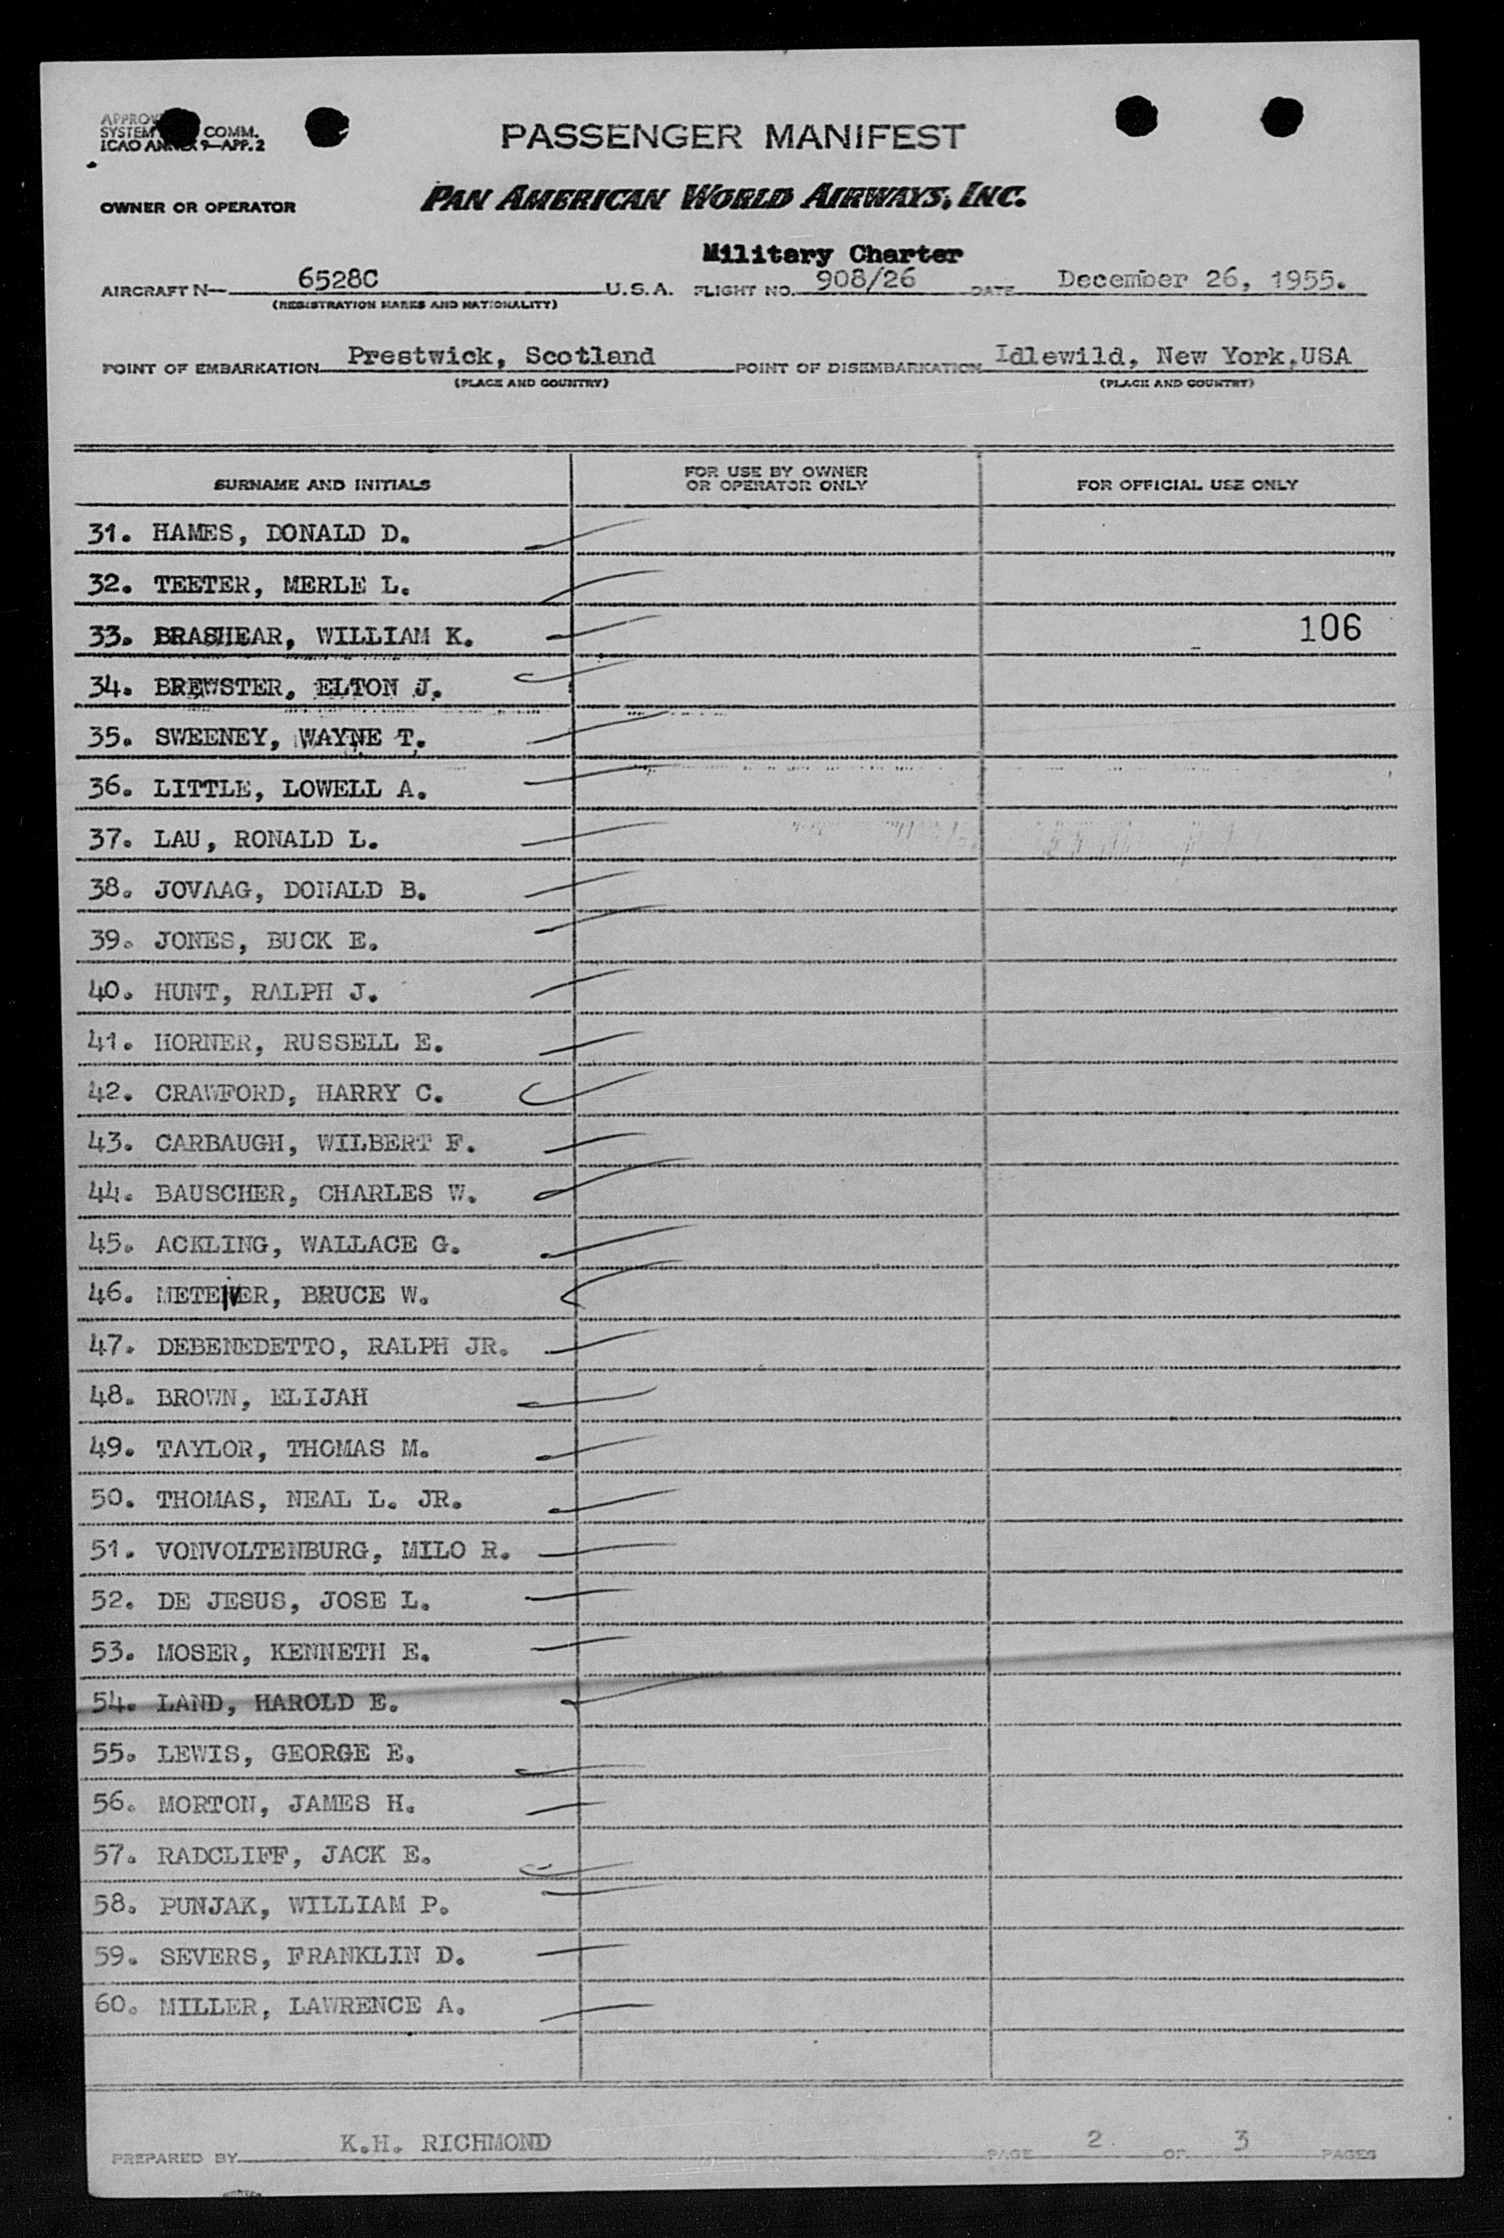 SYSTEM COMM.
ICAO ANNEX 9—APP. 2
PASSENGER MANIFEST
OWNER OR OPERATOR PAN AMERICAN WORLD AIRWAYS, INC.
Military Charter
AIRCRAFT N— 6528C U.S.A. FLIGHT NO. 908/26 DATE December 26, 1955.
(REGISTRATION MARKS AND NATIONALITY)
POINT OF EMBARKATION Prestwick, Scotland POINT OF DISEMBARKATION Idlewild, New York,USA
(PLACE AND COUNTRY) (PLACE AND COUNTRY)
SURNAME AND INITIALS FOR USE BY OWNER OR OPERATOR ONLY FOR OFFICIAL USE ONLY
31. HAMES, DONALD D.
32. TEETER, MERLE L.
33. BRASHEAR, WILLIAM K. 106
34. BREWSTER, ELTON J.
35. SWEENEY, WAYNE T.
36. LITTLE, LOWELL A.
37. LAU, RONALD L.
38. JOVAAG, DONALD B.
39. JONES, BUCK E.
40. HUNT, RALPH J.
41. HORNER, RUSSELL E.
42. CRAWFORD, HARRY C.
43. CARBAUGH, WILBERT F.
44. BAUSCHER, CHARLES W.
45. ACKLING, WALLACE G.
46. BRUCE W.
47. DEBENEDETTO, RALPH JR.
48. BROWN, ELIJAH
49. TAYLOR, THOMAS M.
50. THOMAS, NEAL L. JR.
51. VONVOLTENBURG, MILO R.
52. DE JESUS, JOSE L.
53. MOSER, KENNETH E.
54. LAND, HAROLD E.
55. LEWIS, GEORGE E.
56. MORTON, JAMES H.
57. RADCLIFF, JACK E.
58. PUNJAK, WILLIAM P.
59. SEVERS, FRANKLIN D.
60. MILLER, LAWRENCE A.
PREPARED BY K.H. RICHMOND PAGE 2 OF 3 PAGES